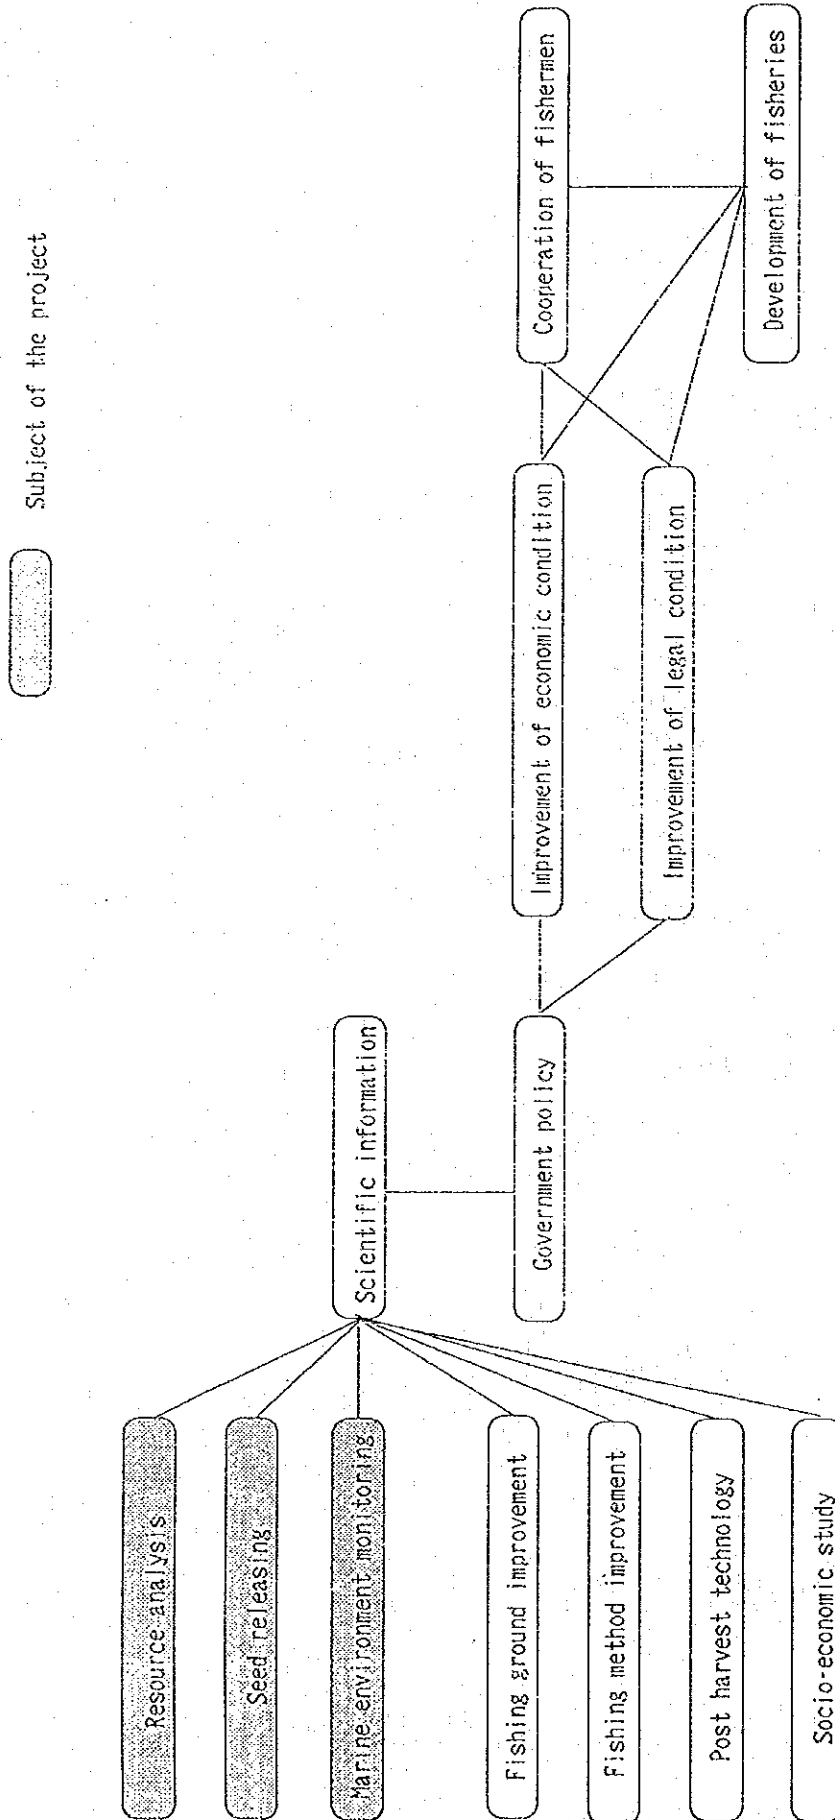 Subject of the project
Resource analysis
Seed releasing
Marine environment monitoring
Fishing ground improvement
Fishing method improvement
Post harvest technology
Socio-economic study
Scientific information
Government policy
Improvement of economic condition
Improvement of legal condition
Cooperation of fishermen
Development of fisheries